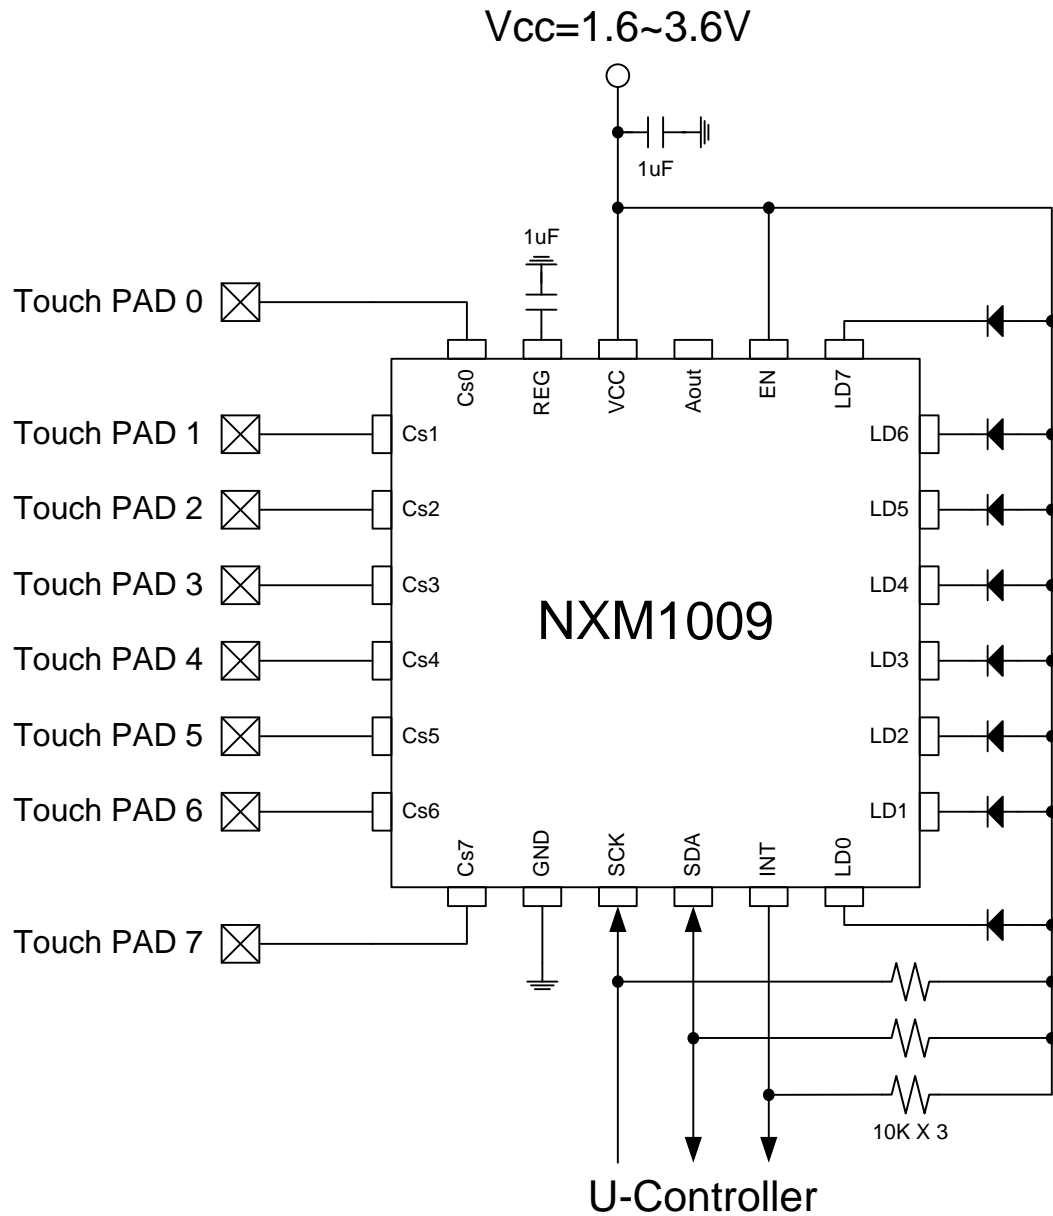 Vcc=1.6~3.6V
1uF
1uF
Touch PAD 0
Cs0
REG
VCC
Aout
EN
LD7
Touch PAD 1
Cs1
LD6
Touch PAD 2
Cs2
LD5
Touch PAD 3
Cs3
LD4
NXM1009
Touch PAD 4
Cs4
LD3
Touch PAD 5
Cs5
LD2
Touch PAD 6
Cs6
LD1
Cs7
GND
SCK
SDA
INT
LD0
Touch PAD 7
10K X 3
U-Controller